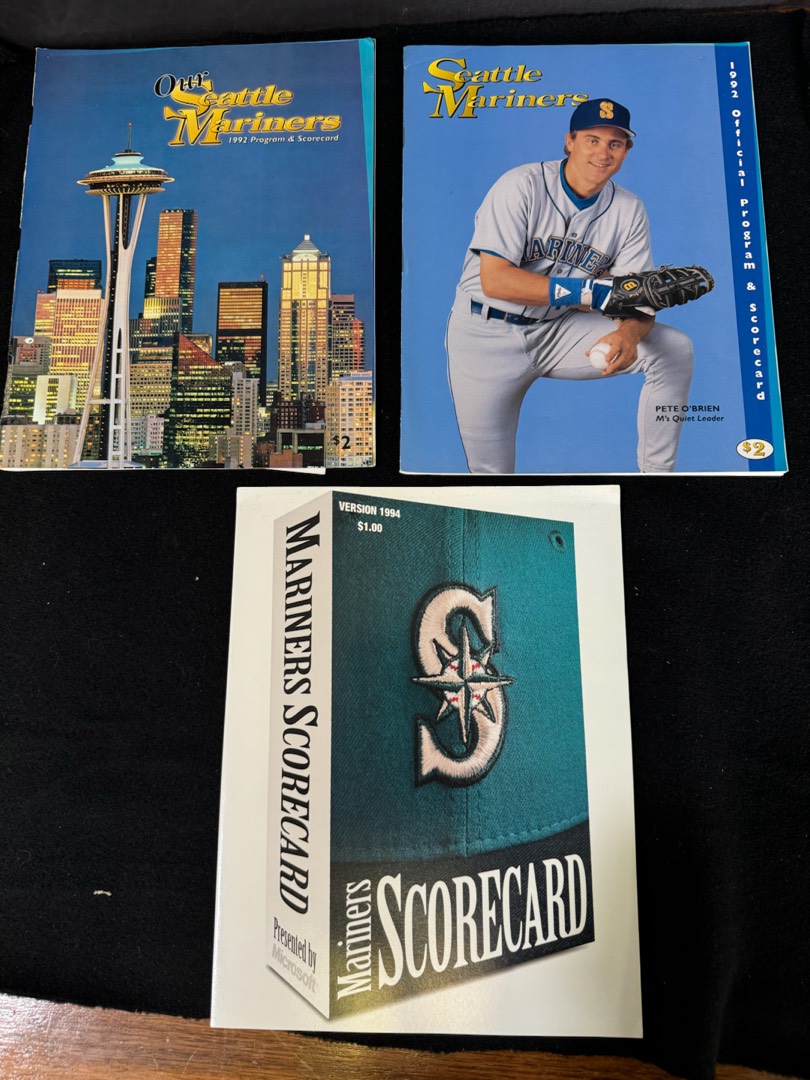 Our
Seattle
Mariners
1992 Program & Scorecard
$2
Seattle
Mariners
1992 Official Program & Scorecard
S
MARINERS
B
PETE O'BRIEN
M's Quiet Leader
$2
VERSION 1994
$1.00
MARINERS SCORECARD
Presented by
Microsoft
S
Mariners
SCORECARD